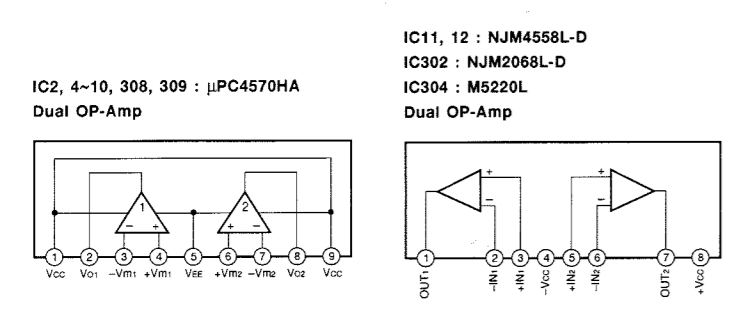 IC2, 4~10, 308, 309 : µPC4570HA
Dual OP-Amp
1
2
− + + −
1 2 3 4 5 6 7 8 9
VCC VO1 −Vm1 +Vm1 VEE +Vm2 −Vm2 VO2 VCC
IC11, 12 : NJM4558L-D
IC302 : NJM2068L-D
IC304 : M5220L
Dual OP-Amp
+ +
− −
1 2 3 4 5 6 7 8
OUT1 −IN1 +IN1 −VCC +IN2 −IN2 OUT2 +VCC